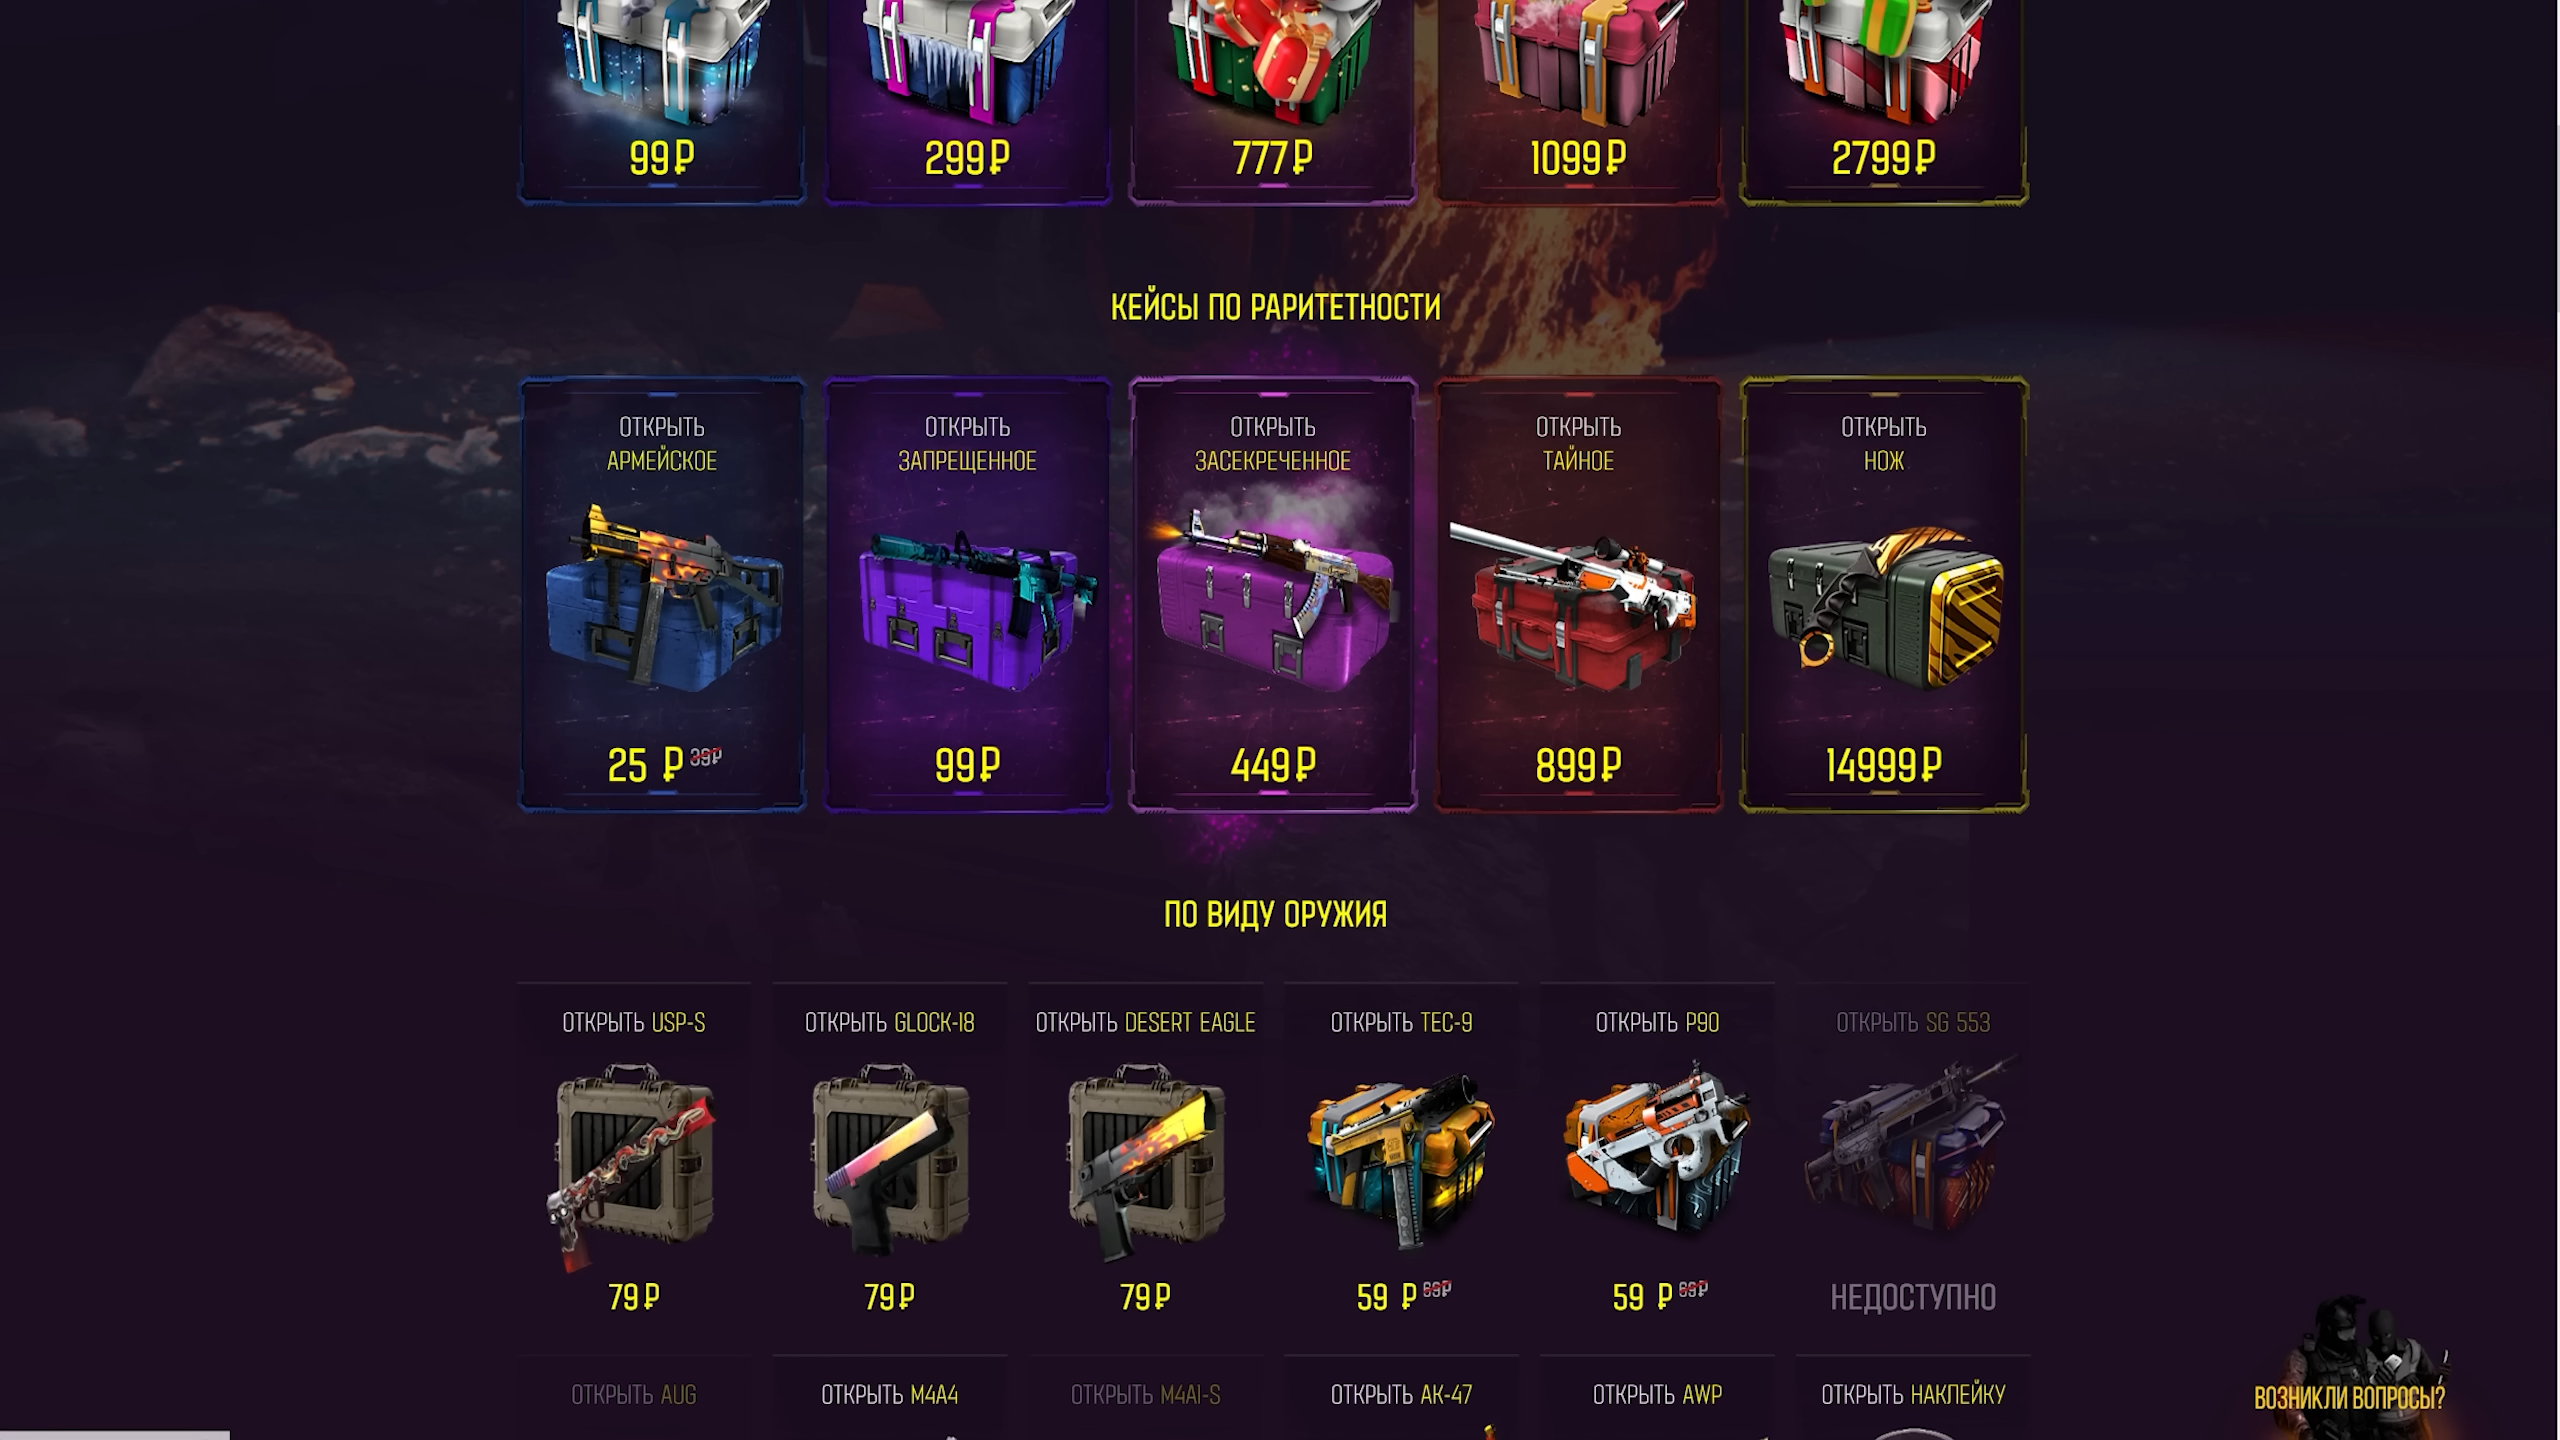 99₽ 299₽ 777₽ 1099₽ 2799₽
КЕЙСЫ ПО РАРИТЕТНОСТИ
ОТКРЫТЬ ОТКРЫТЬ ОТКРЫТЬ ОТКРЫТЬ ОТКРЫТЬ
АРМЕЙСКОЕ ЗАПРЕЩЕННОЕ ЗАСЕКРЕЧЕННОЕ ТАЙНОЕ НОЖ
25 ₽ 39₽ 99₽ 449₽ 899₽ 14999₽
ПО ВИДУ ОРУЖИЯ
ОТКРЫТЬ USP-S ОТКРЫТЬ GLOCK-18 ОТКРЫТЬ DESERT EAGLE ОТКРЫТЬ TEC-9 ОТКРЫТЬ P90 ОТКРЫТЬ SG 553
79₽ 79₽ 79₽ 59 ₽ 69₽ 59 ₽ 69₽ НЕДОСТУПНО
ОТКРЫТЬ AUG ОТКРЫТЬ M4A4 ОТКРЫТЬ M4A1-S ОТКРЫТЬ AK-47 ОТКРЫТЬ AWP ОТКРЫТЬ НАКЛЕЙКУ
ВОЗНИКЛИ ВОПРОСЫ?